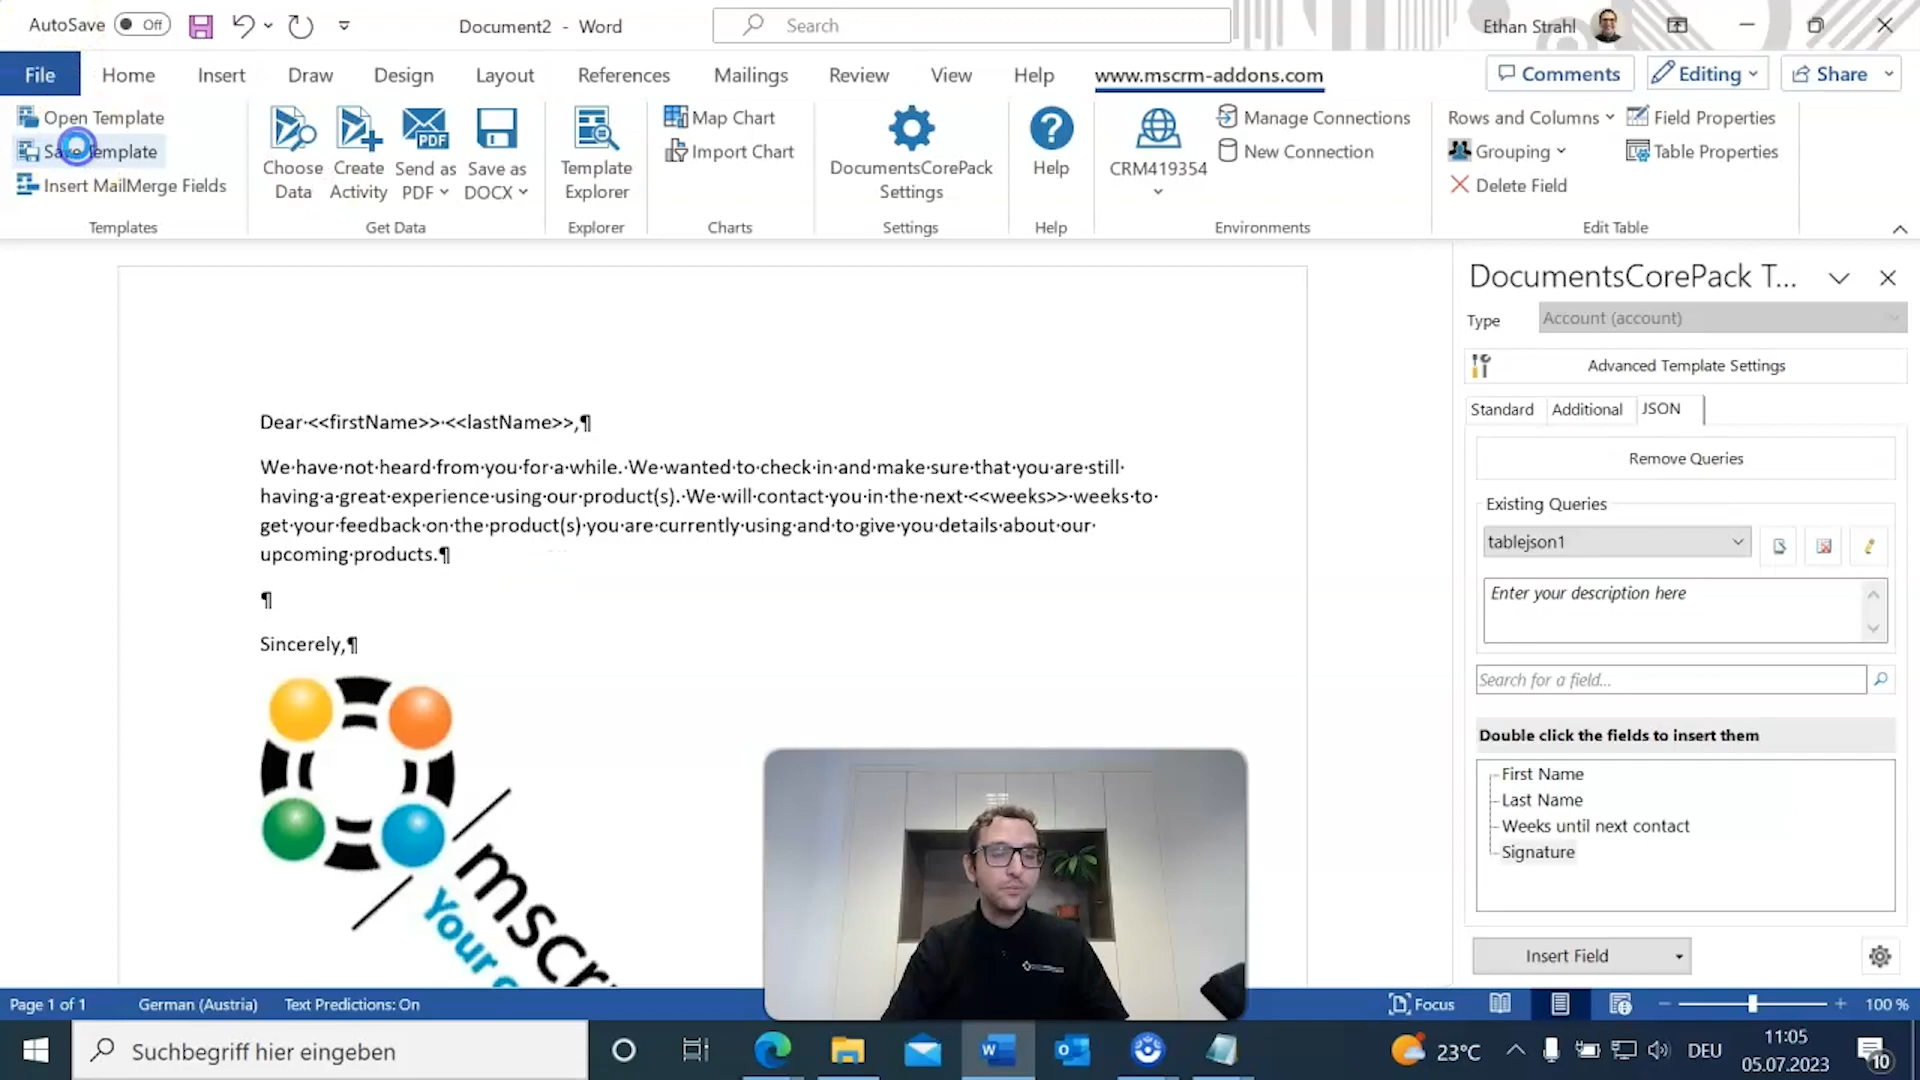 AutoSave Off Document2 - Word Search Ethan Strahl
File Home Insert Draw Design Layout References Mailings Review View Help www.mscrm-addons.com Comments Editing Share
Open Template
Save Template
Insert MailMerge Fields
Templates
Choose Data
Create Activity
Send as PDF
Save as DOCX
Get Data
Template Explorer
Explorer
Map Chart
Import Chart
Charts
DocumentsCorePack Settings
Settings
Help
Help
CRM419354
Manage Connections
New Connection
Environments
Rows and Columns
Grouping
Delete Field
Field Properties
Table Properties
Edit Table
Dear·<<firstName>>·<<lastName>>,¶
We·have·not·heard·from·you·for·a·while.·We·wanted·to·check·in·and·make·sure·that·you·are·still·
having·a·great·experience·using·our·product(s).·We·will·contact·you·in·the·next·<<weeks>>·weeks·to·
get·your·feedback·on·the·product(s)·you·are·currently·using·and·to·give·you·details·about·our·
upcoming·products.¶
¶
Sincerely,¶
mscr
Your
DocumentsCorePack T...
Type Account (account)
Advanced Template Settings
Standard Additional JSON
Remove Queries
Existing Queries
tablejson1
Enter your description here
Search for a field...
Double click the fields to insert them
First Name
Last Name
Weeks until next contact
Signature
Insert Field
Page 1 of 1 German (Austria) Text Predictions: On Focus 100 %
Suchbegriff hier eingeben 23°C DEU 11:05
05.07.2023 10